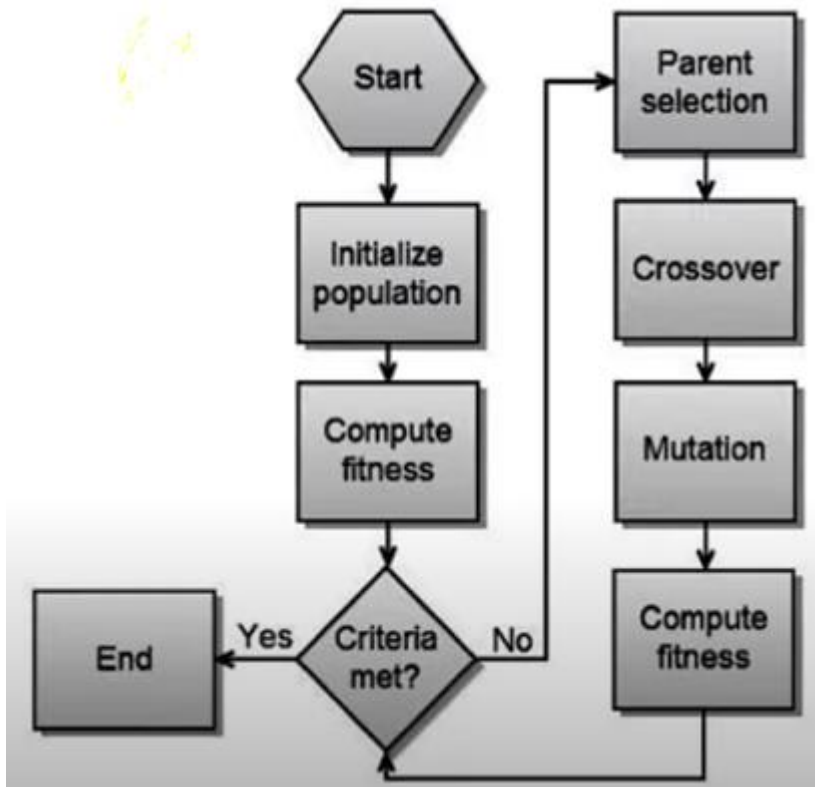 Start
Initialize
population
Compute
fitness
Criteria
met?
Yes
End
No
Parent
selection
Crossover
Mutation
Compute
fitness